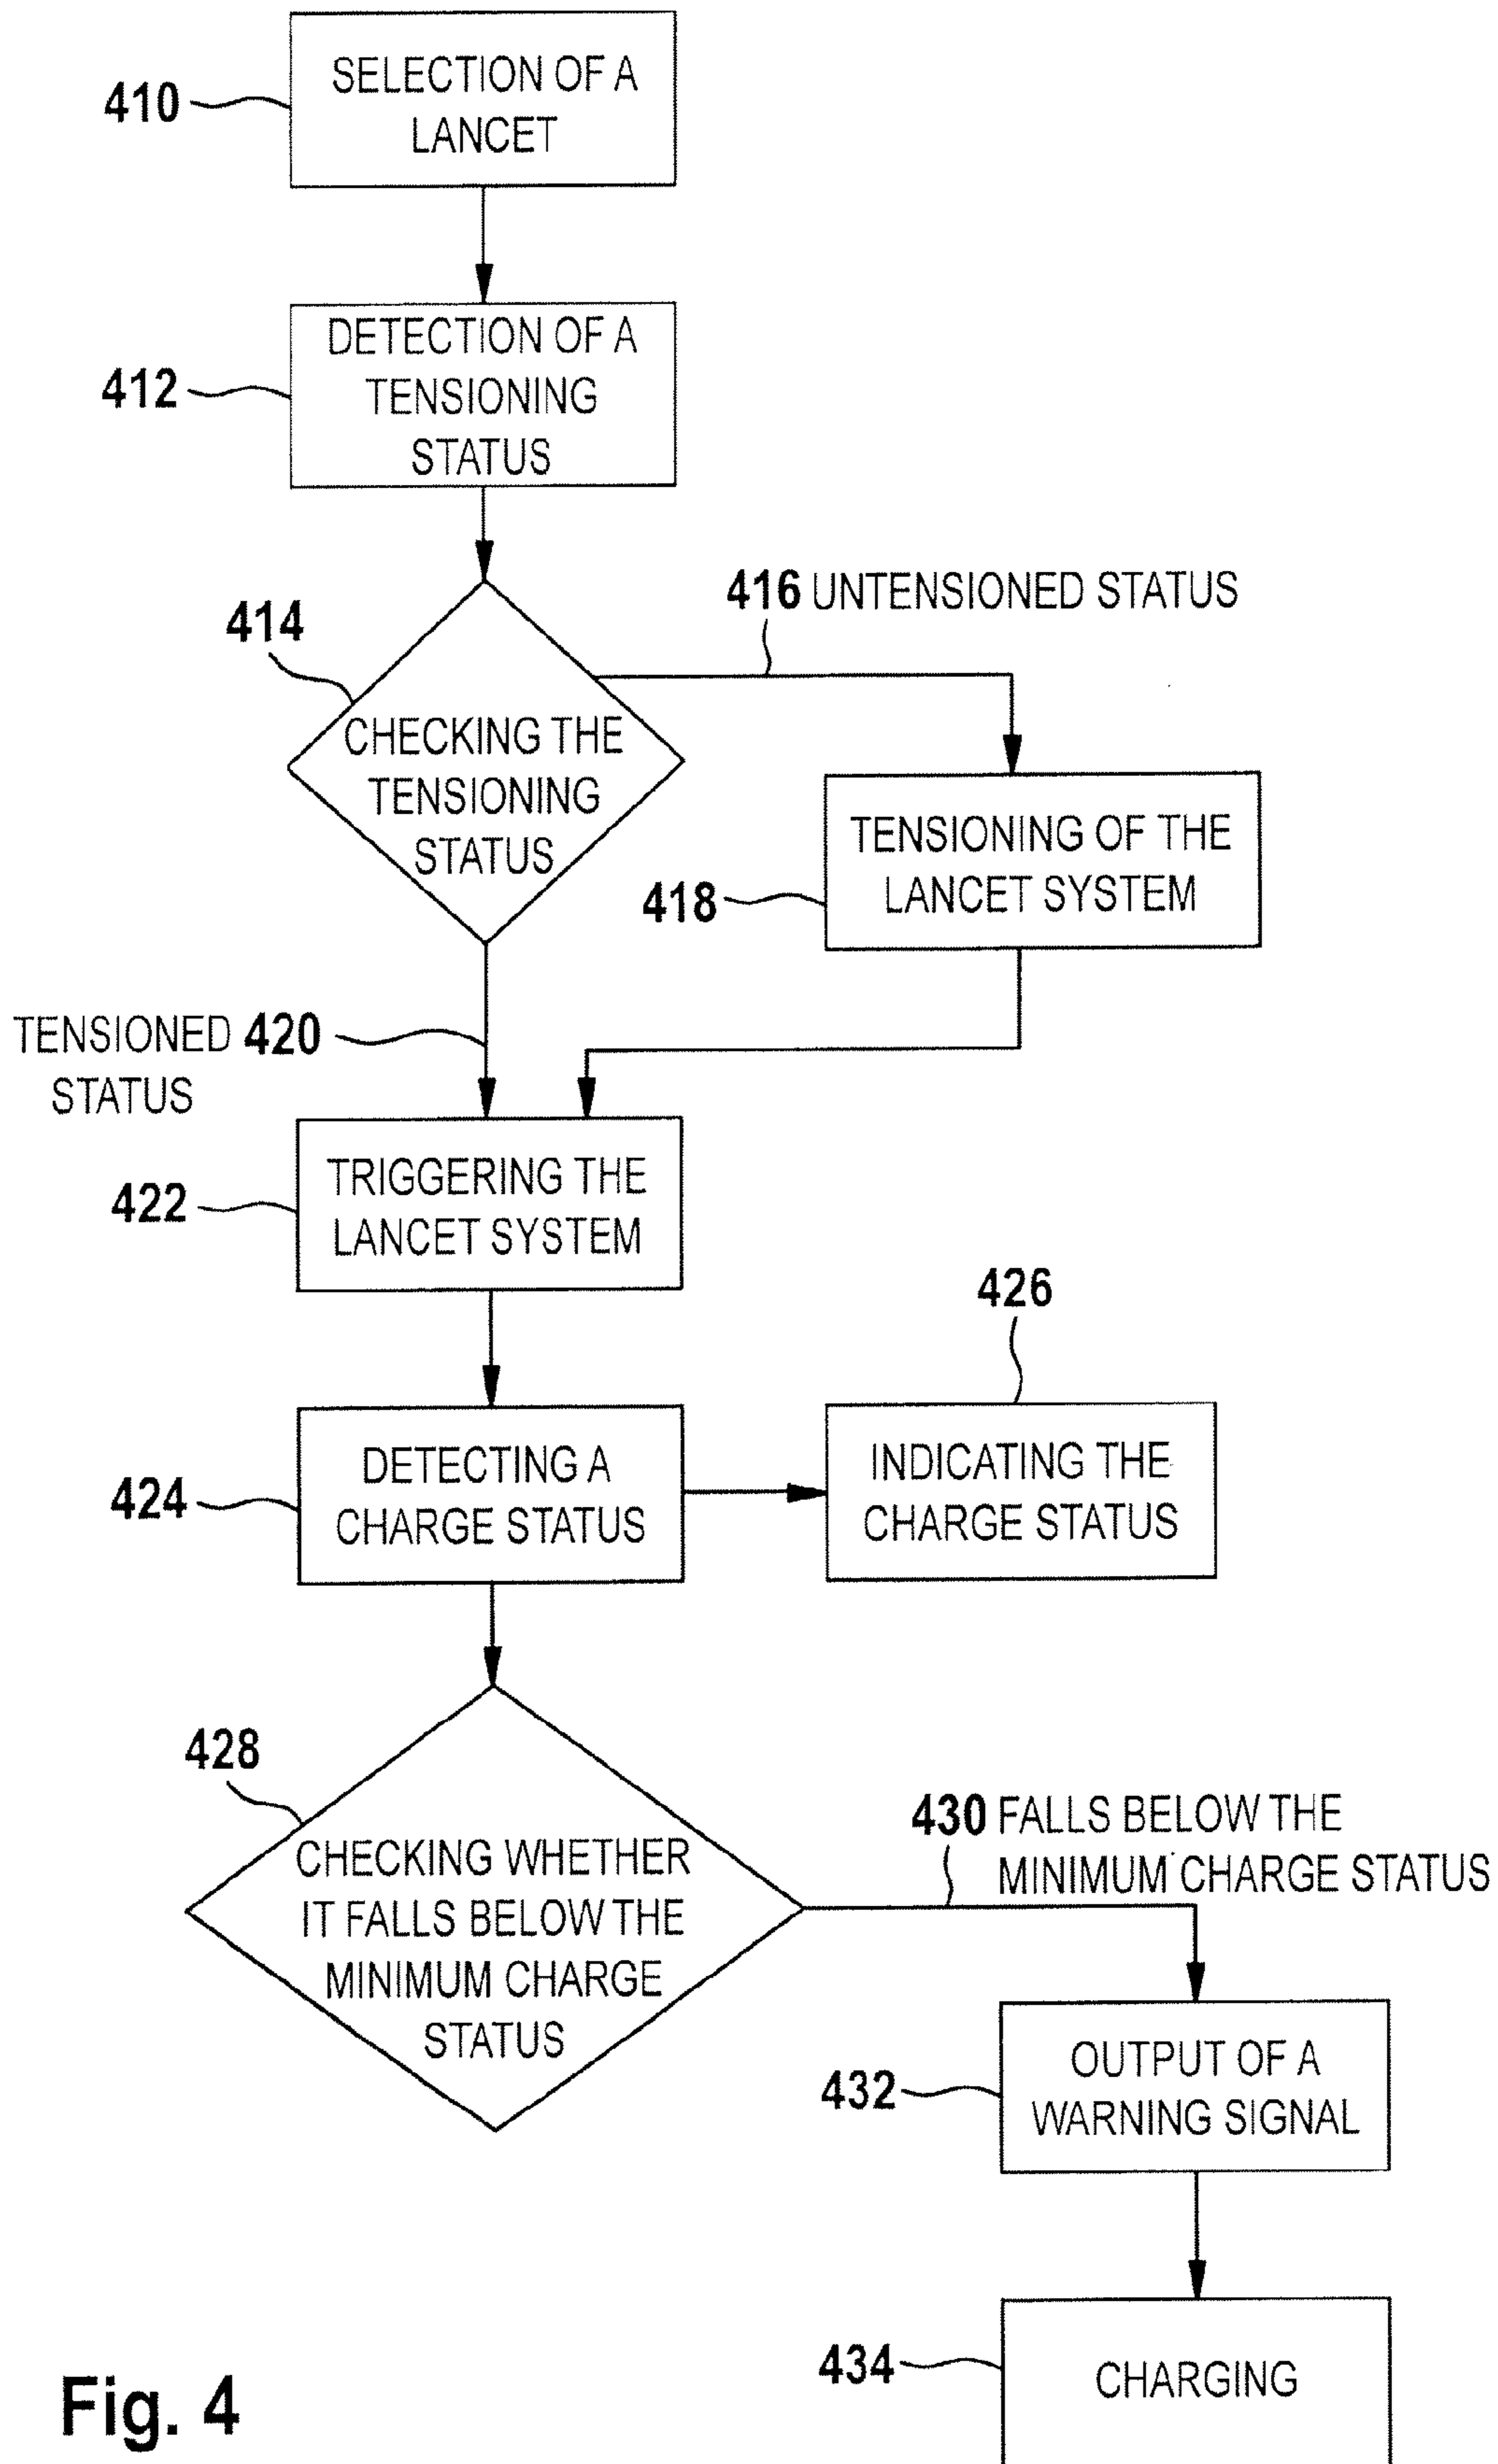 410
SELECTION OF A
LANCET
412
DETECTION OF A
TENSIONING
STATUS
414
CHECKING THE
TENSIONING
STATUS
416 UNTENSIONED STATUS
418
TENSIONING OF THE
LANCET SYSTEM
TENSIONED 420
STATUS
422
TRIGGERING THE
LANCET SYSTEM
424
DETECTING A
CHARGE STATUS
426
INDICATING THE
CHARGE STATUS
428
CHECKING WHETHER
IT FALLS BELOW THE
MINIMUM CHARGE
STATUS
430 FALLS BELOW THE
MINIMUM CHARGE STATUS
432
OUTPUT OF A
WARNING SIGNAL
434
CHARGING
Fig. 4